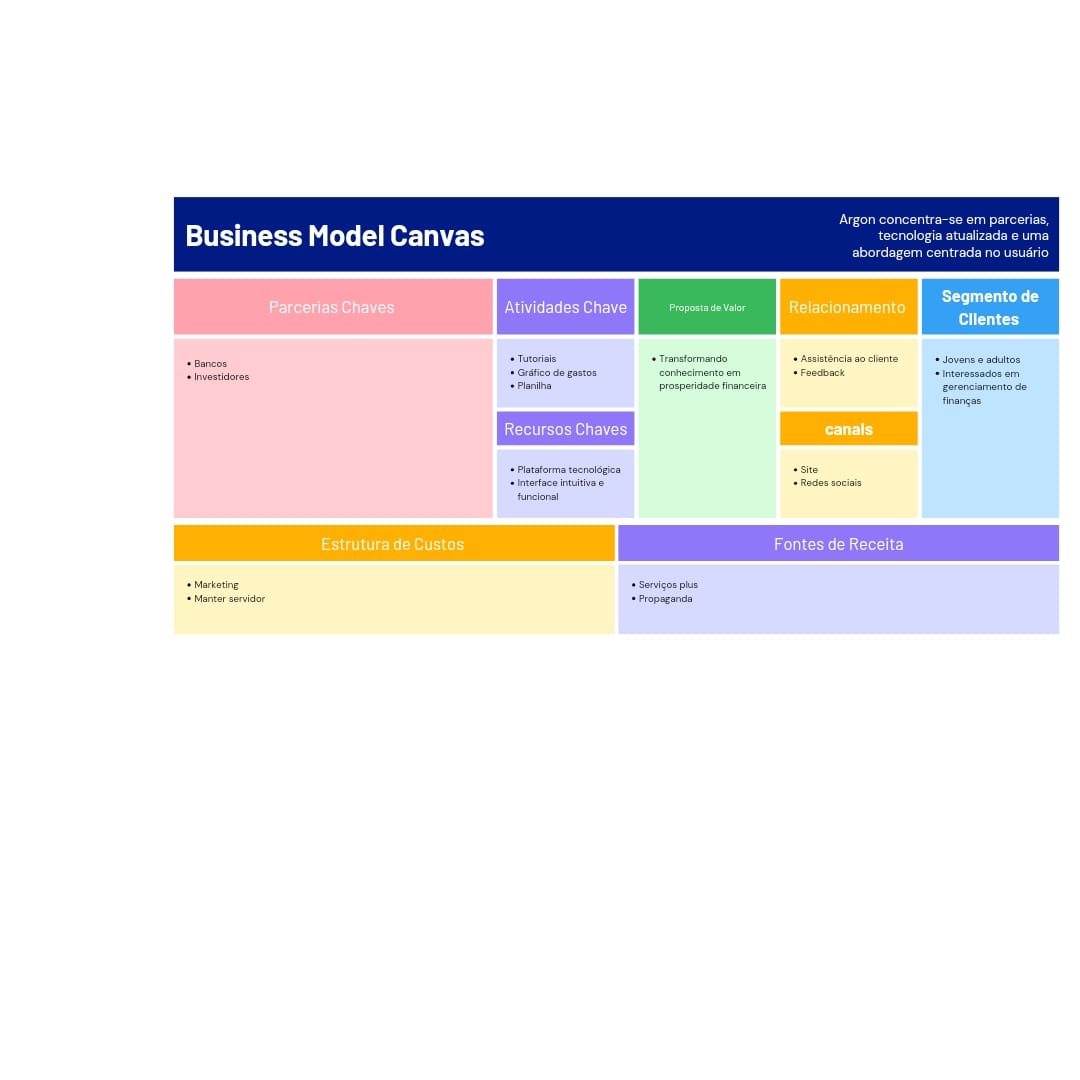 Business Model Canvas
Argon concentra-se em parcerias,
tecnologia atualizada e uma
abordagem centrada no usuário
Parcerias Chaves
• Bancos
• Investidores
Atividades Chave
• Tutoriais
• Gráfico de gastos
• Planilha
Recursos Chaves
• Plataforma tecnológica
• Interface intuitiva e
funcional
Proposta de Valor
• Transformando
conhecimento em
prosperidade financeira
Relacionamento
• Assistência ao cliente
• Feedback
canals
• Site
• Redes sociais
Segmento de
Cllentes
• Jovens e adultos
• Interessados em
gerenciamento de
finanças
Estrutura de Custos
• Marketing
• Manter servidor
Fontes de Receita
• Serviços plus
• Propaganda